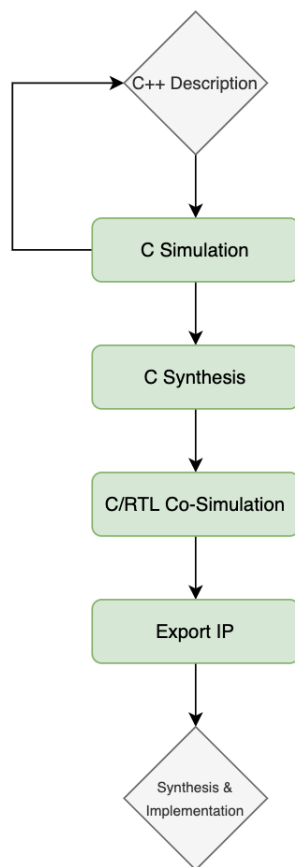 C++ Description
C Simulation
C Synthesis
C/RTL Co-Simulation
Export IP
Synthesis &
Implementation